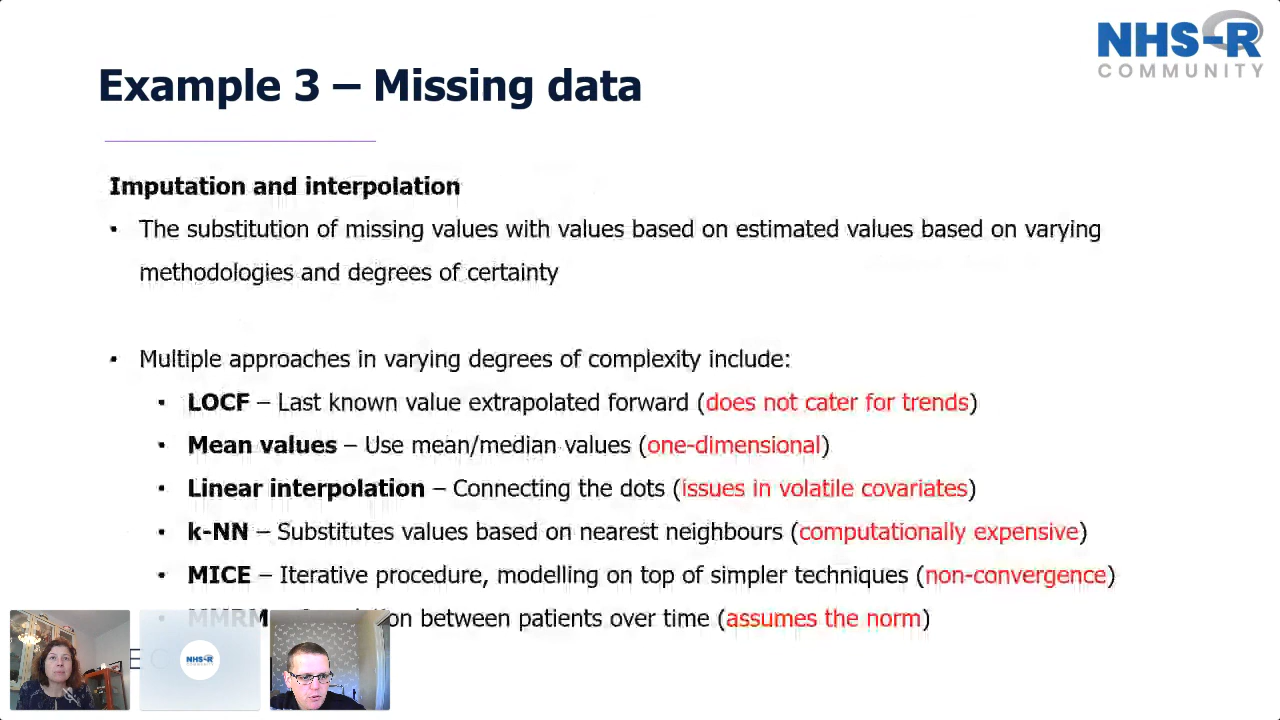 NHS-R
COMMUNITY
Example 3 – Missing data
Imputation and interpolation
• The substitution of missing values with values based on estimated values based on varying
methodologies and degrees of certainty
• Multiple approaches in varying degrees of complexity include:
• LOCF – Last known value extrapolated forward (does not cater for trends)
• Mean values – Use mean/median values (one-dimensional)
• Linear interpolation – Connecting the dots (issues in volatile covariates)
• k-NN – Substitutes values based on nearest neighbours (computationally expensive)
• MICE – Iterative procedure, modelling on top of simpler techniques (non-convergence)
• MMRM between patients over time (assumes the norm)
NHS-R
COMMUNITY